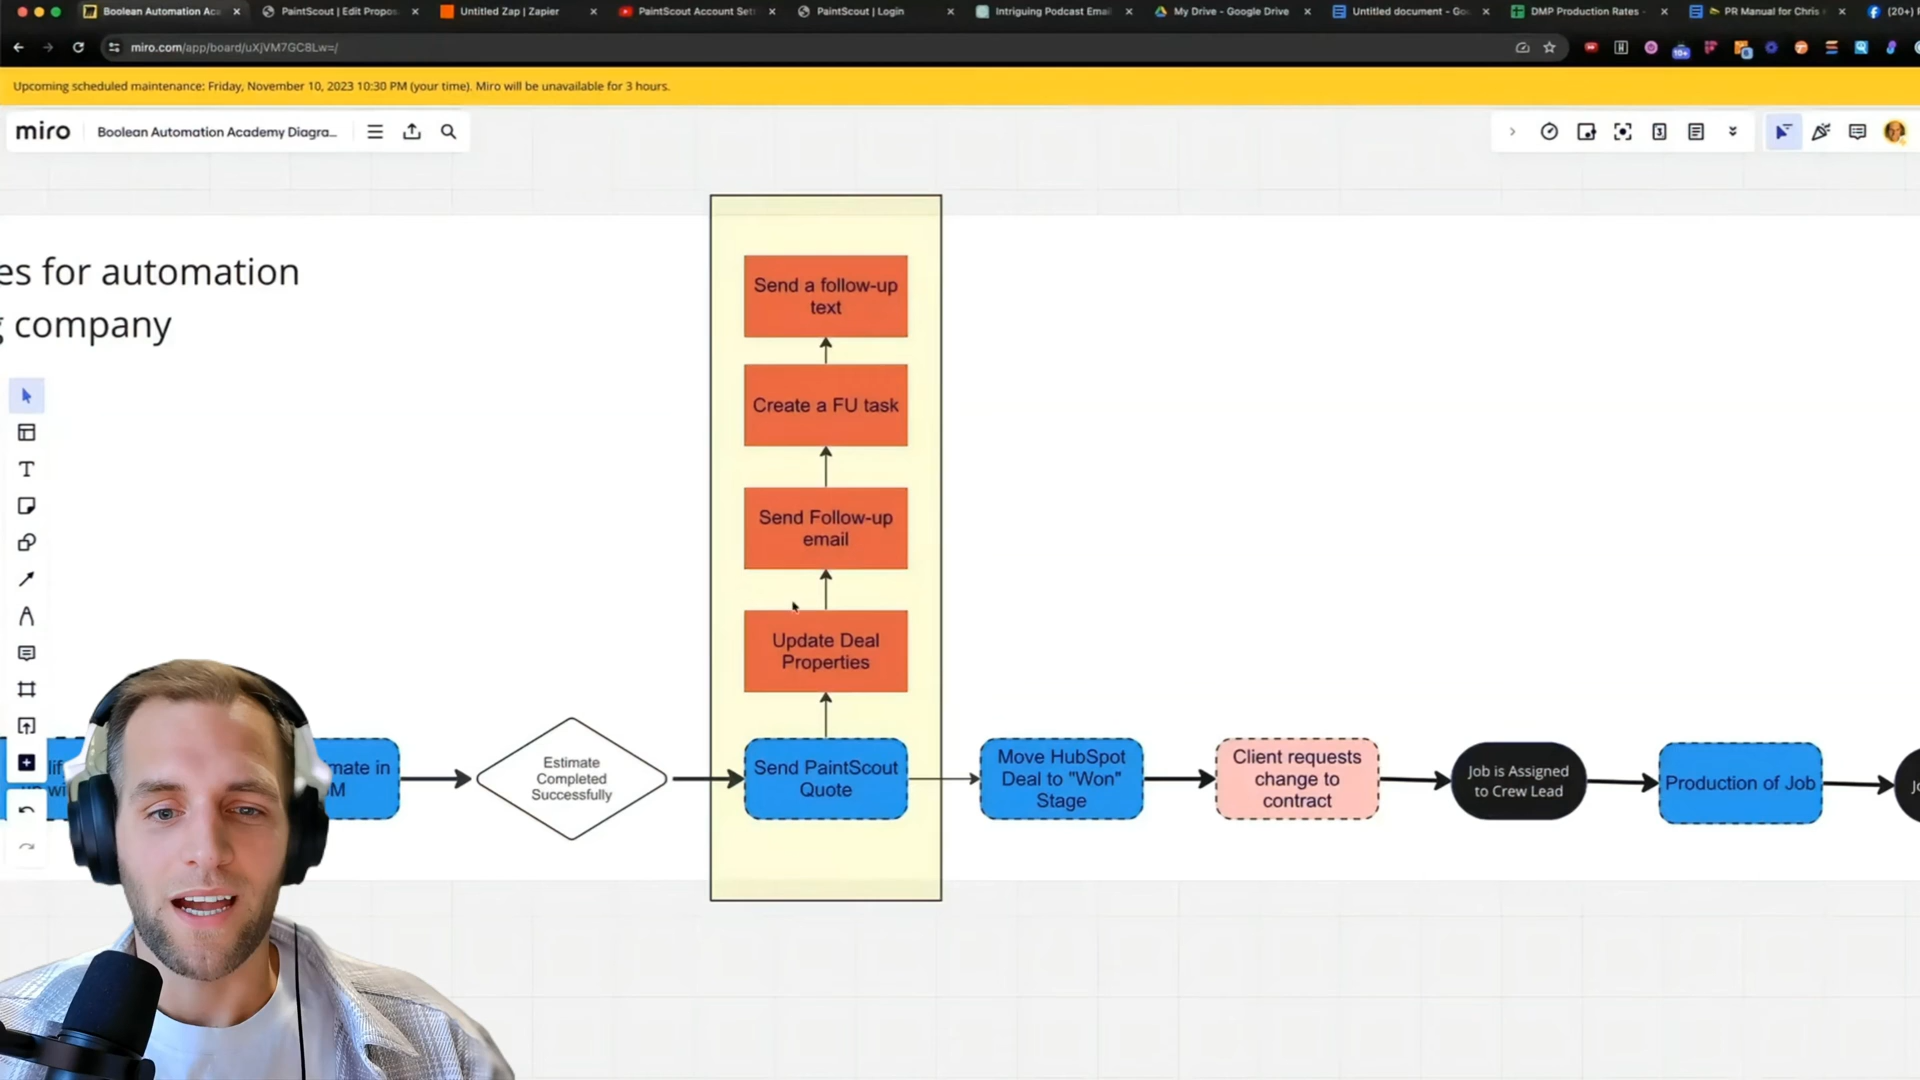 Boolean Automation Aca
PaintScout | Edit Propos
Untitled Zap | Zapier
PaintScout Account Set
PaintScout | Login
Intriguing Podcast Emai
My Drive - Google Drive
Untitled document - Go
DMP Production Rates
PR Manual for Chris
(20+)
miro.com/app/board/uXjVM7GC8Lw=/
Upcoming scheduled maintenance: Friday, November 10, 2023 10:30 PM (your time). Miro will be unavailable for 3 hours.
miro
Boolean Automation Academy Diagra...
es for automation
company
Send a follow-up
text
Create a FU task
Send Follow-up
email
Update Deal
Properties
mate in
M
Estimate
Completed
Successfully
Send PaintScout
Quote
Move HubSpot
Deal to "Won"
Stage
Client requests
change to
contract
Job is Assigned
to Crew Lead
Production of Job